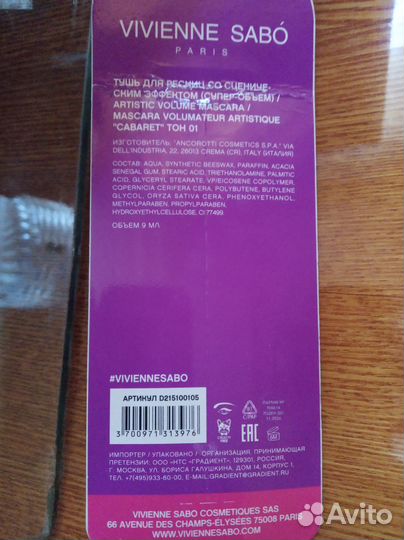 VIVIENNE SABÓ
PARIS
ТУШЬ ДЛЯ РЕСНИЦ СО СЦЕНИЧЕ-
СКИМ ЭФФЕКТОМ (СУПЕР-ОБЪЕМ) /
ARTISTIC VOLUME MASCARA /
MASCARA VOLUMATEUR ARTISTIQUE
"CABARET" ТОН 01
ИЗГОТОВИТЕЛЬ: "ANCOROTTI COSMETICS S.P.A." VIA
DELL'INDUSTRIA, 22, 26013 CREMA (CR), ITALY (ИТАЛИЯ)
СОСТАВ: AQUA, SYNTHETIC BEESWAX, PARAFFIN, ACACIA
SENEGAL GUM, STEARIC ACID, TRIETHANOLAMINE, PALMITIC
ACID, GLYCERYL STEARATE, VP/EICOSENE COPOLYMER,
COPERNICIA CERIFERA CERA, POLYBUTENE, BUTYLENE
GLYCOL, ORYZA SATIVA CERA, PHENOXYETHANOL,
METHYLPARABEN, PROPYLPARABEN,
HYDROXYETHYLCELLULOSE, CI 77499.
ОБЪЕМ 9 МЛ
#VIVIENNESABO
АРТИКУЛ D215100105
3 700971 313976
EAC
ИМПОРТЕР / УПАКОВАНО / ОРГАНИЗАЦИЯ, ПРИНИМАЮЩАЯ
ПРЕТЕНЗИИ: ООО «НТС «ГРАДИЕНТ», 129301, РОССИЯ,
Г. МОСКВА, УЛ. БОРИСА ГАЛУШКИНА, ДОМ 14, КОРПУС 1,
ТЕЛ. +7(495)933-60-00, E-MAIL:GRADIENT@GRADIENT.RU
VIVIENNE SABO COSMETIQUES SAS
66 AVENUE DES CHAMPS-ELYSEES 75008 PARIS
WWW.VIVIENNESABO.COM
Avito